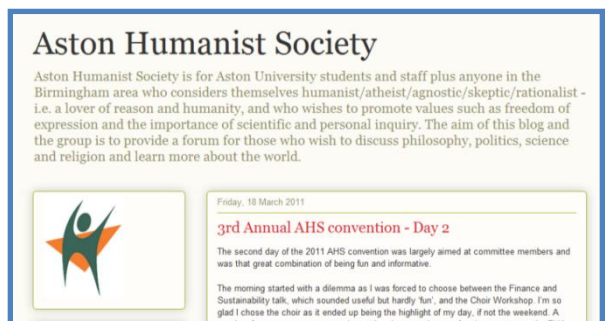 Aston Humanist Society
Aston Humanist Society is for Aston University students and staff plus anyone in the
Birmingham area who considers themselves humanist/atheist/agnostic/skeptic/rationalist -
i.e. a lover of reason and humanity, and who wishes to promote values such as freedom of
expression and the importance of scientific and personal inquiry. The aim of this blog and
the group is to provide a forum for those who wish to discuss philosophy, politics, science
and religion and learn more about the world.
Friday, 18 March 2011
3rd Annual AHS convention - Day 2
The second day of the 2011 AHS convention was largely aimed at committee members and
was that great combination of being fun and informative.
The morning started with a dilemma as I was forced to choose between the Finance and
Sustainability talk, which sounded useful but hardly 'fun', and the Choir Workshop. I'm so
glad I chose the choir as it ended up being the highlight of my day, if not the weekend. A